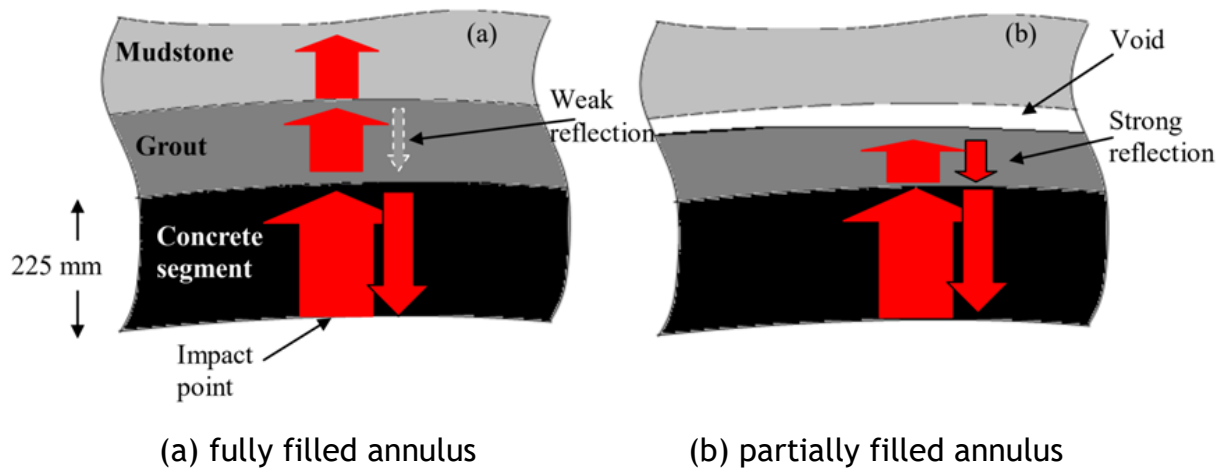 (a)
Mudstone
Weak
reflection
Grout
Concrete
segment
225 mm
Impact
point
(b)
Void
Strong
reflection
(a) fully filled annulus
(b) partially filled annulus